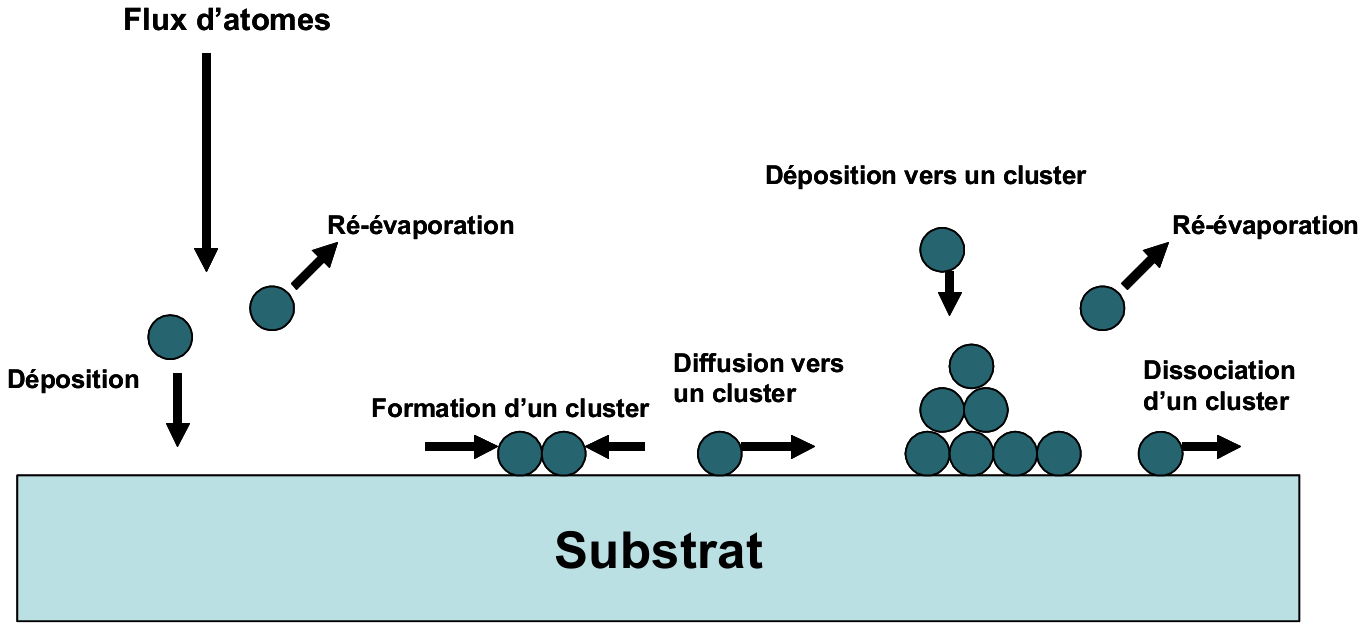 Flux d’atomes
Déposition vers un cluster
Ré-évaporation
Ré-évaporation
Déposition
Formation d’un cluster
Diffusion vers
un cluster
Dissociation
d’un cluster
Substrat